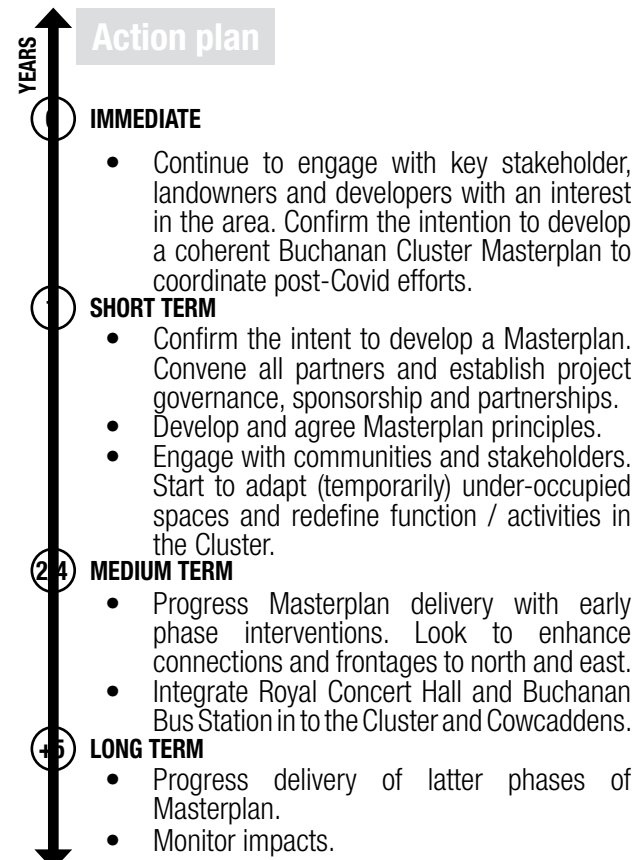 YEARS
Action plan
IMMEDIATE
• Continue to engage with key stakeholder,
landowners and developers with an interest
in the area. Confirm the intention to develop
a coherent Buchanan Cluster Masterplan to
coordinate post-Covid efforts.
SHORT TERM
• Confirm the intent to develop a Masterplan.
Convene all partners and establish project
governance, sponsorship and partnerships.
• Develop and agree Masterplan principles.
• Engage with communities and stakeholders.
Start to adapt (temporarily) under-occupied
spaces and redefine function / activities in
the Cluster.
2-4 MEDIUM TERM
• Progress Masterplan delivery with early
phase interventions. Look to enhance
connections and frontages to north and east.
• Integrate Royal Concert Hall and Buchanan
Bus Station in to the Cluster and Cowcaddens.
+5 LONG TERM
• Progress delivery of latter phases of
Masterplan.
• Monitor impacts.